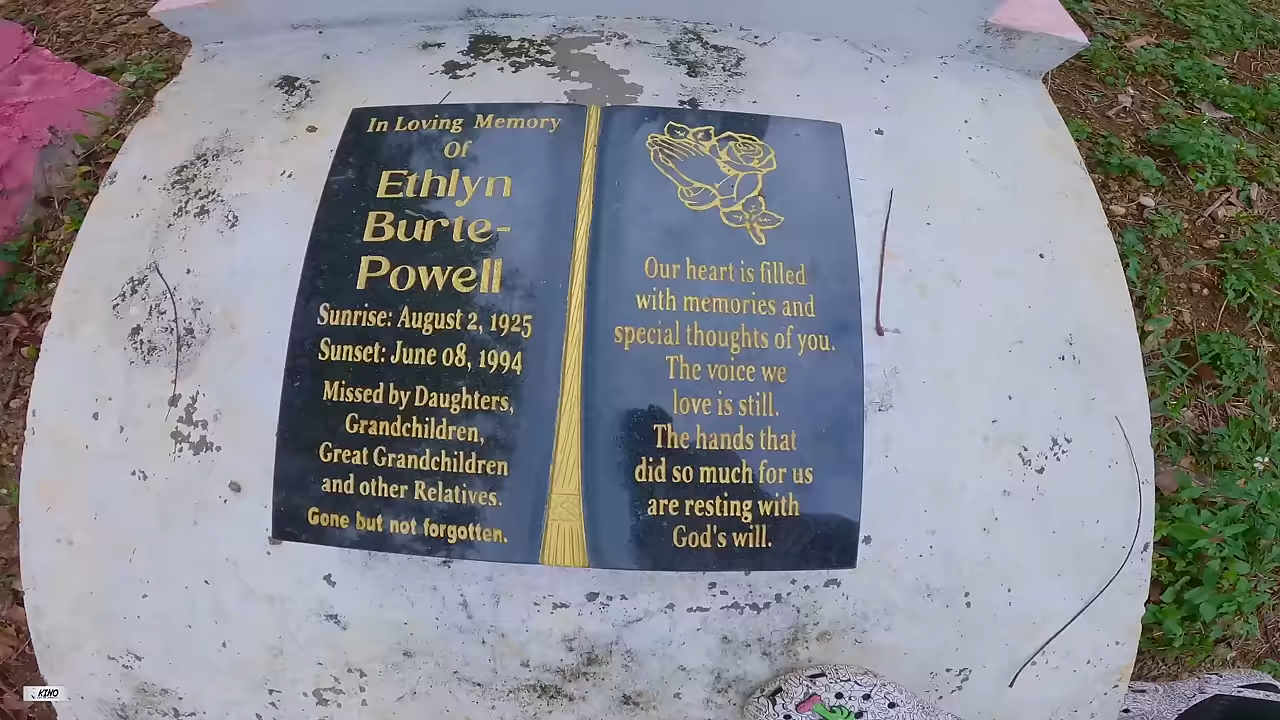 In Loving Memory
Of
Ethlyn
Burte-
Powell
Sunrise: August 2, 1925
Sunset: June 08, 1994
Missed by Daughters,
Grandchildren,
Great Grandchildren
and other Relatives.
Gone but not forgotten.
Our heart is filled
with memories and
special thoughts of you.
The voice we
love is still.
The hands that
did so much for us
are resting with
God's will.
KINO